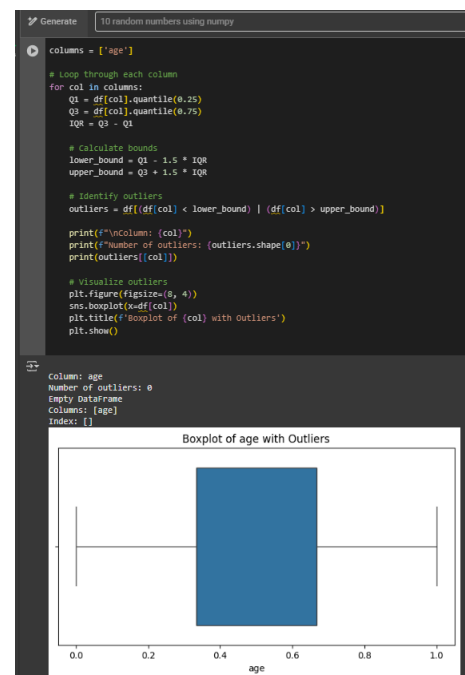 Generate
10 random numbers using numpy
columns = ['age']
# Loop through each column
for col in columns:
Q1 = df[col].quantile(0.25)
Q3 = df[col].quantile(0.75)
IQR = Q3 - Q1
# Calculate bounds
lower_bound = Q1 - 1.5 * IQR
upper_bound = Q3 + 1.5 * IQR
# Identify outliers
outliers = df[(df[col] < lower_bound) | (df[col] > upper_bound)]
print(f"\nColumn: {col}")
print(f"Number of outliers: {outliers.shape[0]}")
print(outliers[[col]])
# Visualize outliers
plt.figure(figsize=(8, 4))
sns.boxplot(x=df[col])
plt.title(f'Boxplot of {col} with Outliers')
plt.show()
Column: age
Number of outliers: 0
Empty DataFrame
Columns: [age]
Index: []
Boxplot of age with Outliers
0.0 0.2 0.4 0.6 0.8 1.0
age